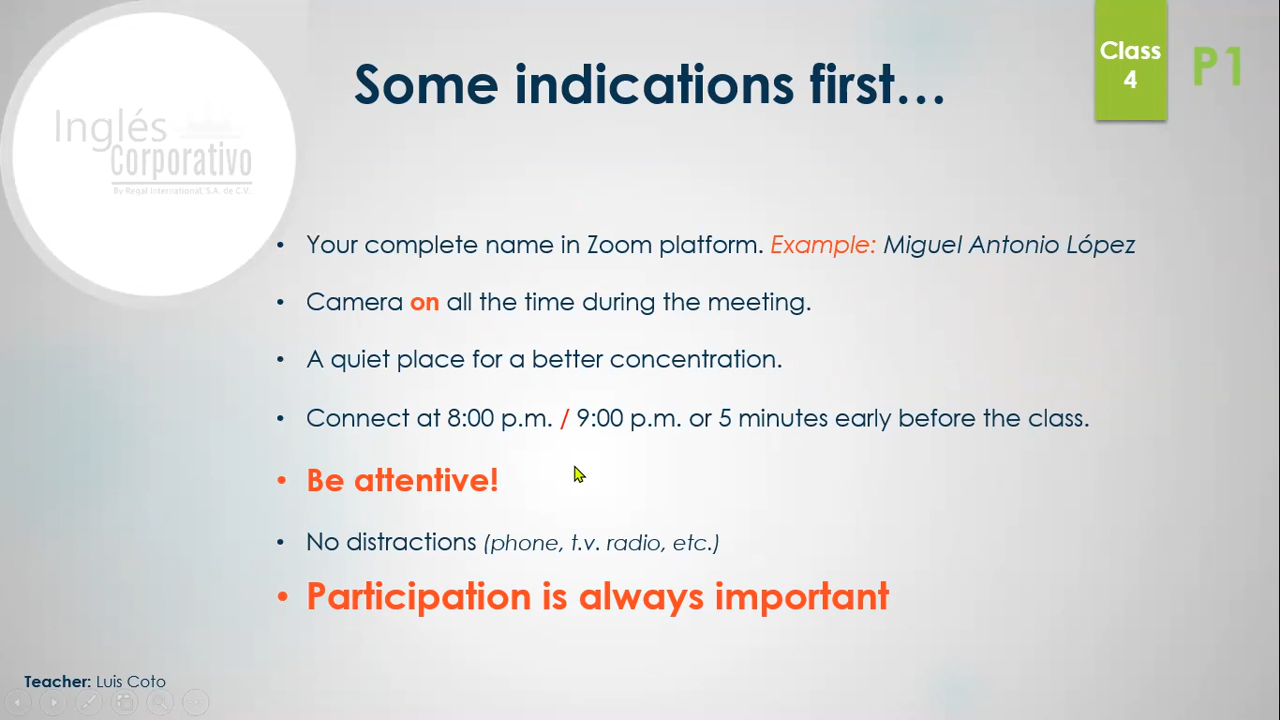 Class
4
P1
Some indications first…
Inglés
Corporativo
By Regal International, S.A. de C.V.
• Your complete name in Zoom platform. Example: Miguel Antonio López
• Camera on all the time during the meeting.
• A quiet place for a better concentration.
• Connect at 8:00 p.m. / 9:00 p.m. or 5 minutes early before the class.
• Be attentive!
• No distractions (phone, t.v. radio, etc.)
• Participation is always important
Teacher: Luis Coto